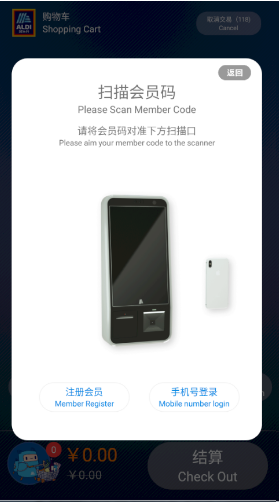 ALDI
购物车
Shopping Cart
取消交易 (118)
Cancel
返回
扫描会员码
Please Scan Member Code
请将会员码对准下方扫描口
Please aim your member code to the scanner
注册会员
Member Register
手机号登录
Mobile number login
0
￥0.00
￥0.00
结算
Check Out